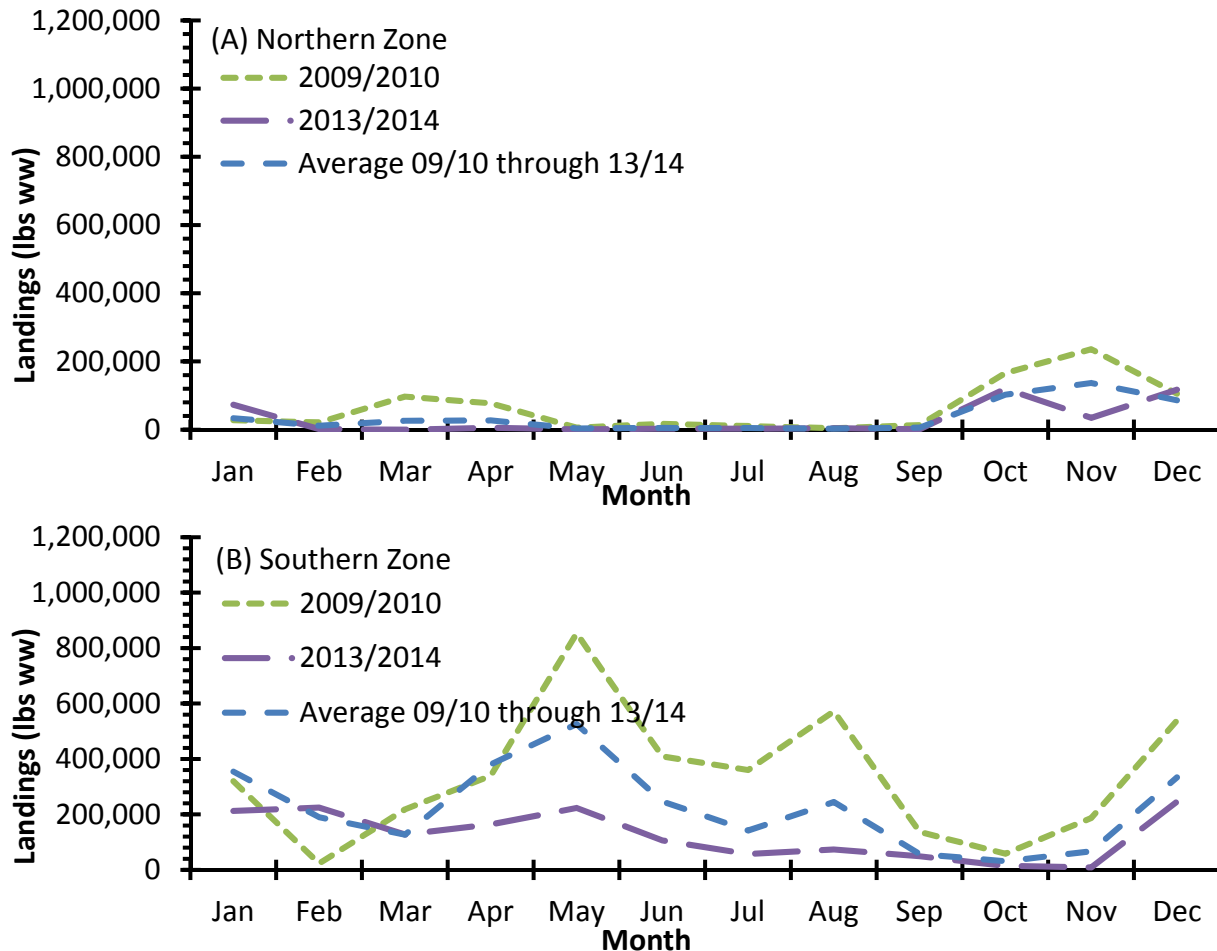 1,200,000
(A) Northern Zone
1,000,000
2009/2010
2013/2014
800,000
Average 09/10 through 13/14
600,000
400,000
200,000
0
Landings (lbs ww)
Jan Feb Mar Apr May Jun Jul Aug Sep Oct Nov Dec
Month
1,200,000
(B) Southern Zone
1,000,000
2009/2010
800,000
2013/2014
600,000
Average 09/10 through 13/14
400,000
200,000
0
Landings (lbs ww)
Jan Feb Mar Apr May Jun Jul Aug Sep Oct Nov Dec
Month